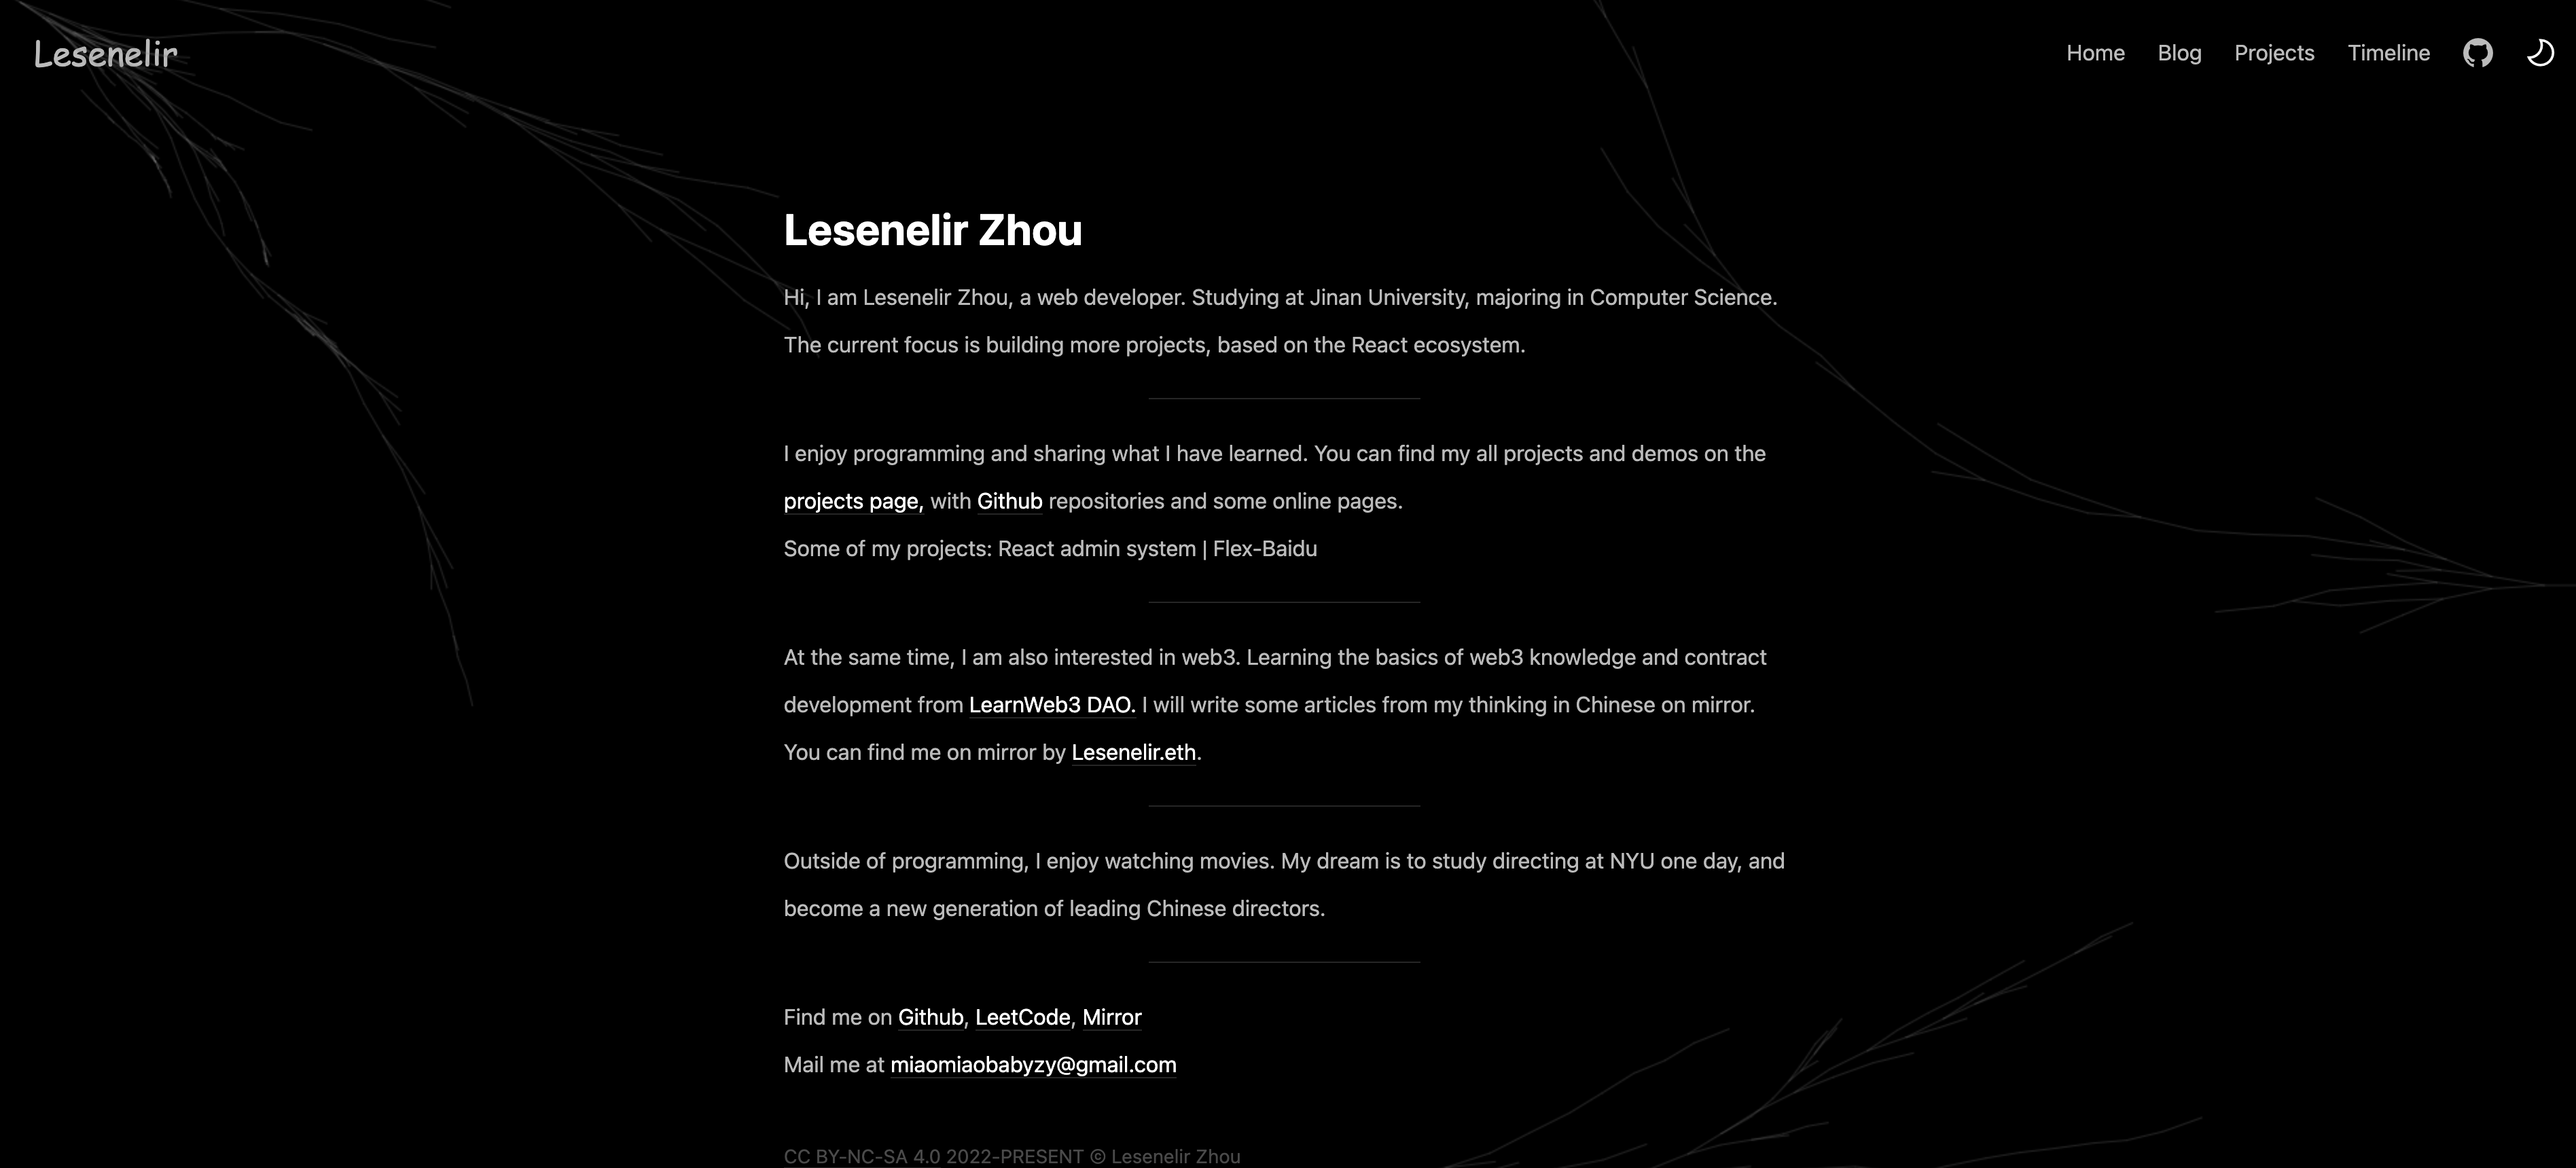 Lesenelir
Home Blog Projects Timeline
Lesenelir Zhou
Hi, I am Lesenelir Zhou, a web developer. Studying at Jinan University, majoring in Computer Science.
The current focus is building more projects, based on the React ecosystem.
I enjoy programming and sharing what I have learned. You can find my all projects and demos on the
projects page, with Github repositories and some online pages.
Some of my projects: React admin system | Flex-Baidu
At the same time, I am also interested in web3. Learning the basics of web3 knowledge and contract
development from LearnWeb3 DAO. I will write some articles from my thinking in Chinese on mirror.
You can find me on mirror by Lesenelir.eth.
Outside of programming, I enjoy watching movies. My dream is to study directing at NYU one day, and
become a new generation of leading Chinese directors.
Find me on Github, LeetCode, Mirror
Mail me at miaomiaobabyzy@gmail.com
CC BY-NC-SA 4.0 2022-PRESENT © Lesenelir Zhou